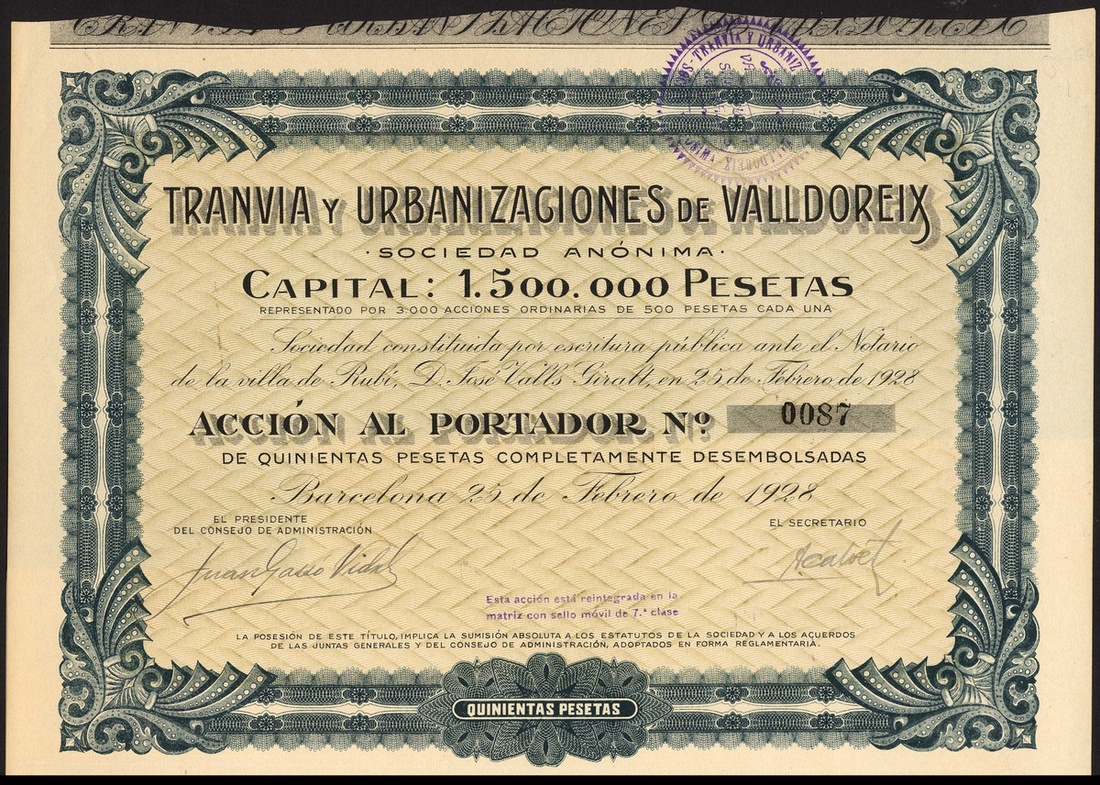 TRANVIA Y URBANIZACIONES DE VALLDOREIX
· SOCIEDAD ANÓNIMA ·
CAPITAL: 1.500.000 PESETAS
REPRESENTADO POR 3.000 ACCIONES ORDINARIAS DE 500 PESETAS CADA UNA
Sociedad constituida por escritura pública ante el Notario
de la villa de Rubí, D. José Valls Giralt, en 25 de Febrero de 1928
ACCIÓN AL PORTADOR Nº 0087
DE QUINIENTAS PESETAS COMPLETAMENTE DESEMBOLSADAS
Barcelona 25 de Febrero de 1928
EL PRESIDENTE
DEL CONSEJO DE ADMINISTRACIÓN
EL SECRETARIO
Juan Gasso Vidal
Esta acción está reintegrada en la
matriz con sello móvil de 7.ª clase
LA POSESIÓN DE ESTE TÍTULO, IMPLICA LA SUMISIÓN ABSOLUTA A LOS ESTATUTOS DE LA SOCIEDAD Y A LOS ACUERDOS
DE LAS JUNTAS GENERALES Y DEL CONSEJO DE ADMINISTRACIÓN, ADOPTADOS EN FORMA REGLAMENTARIA.
QUINIENTAS PESETAS